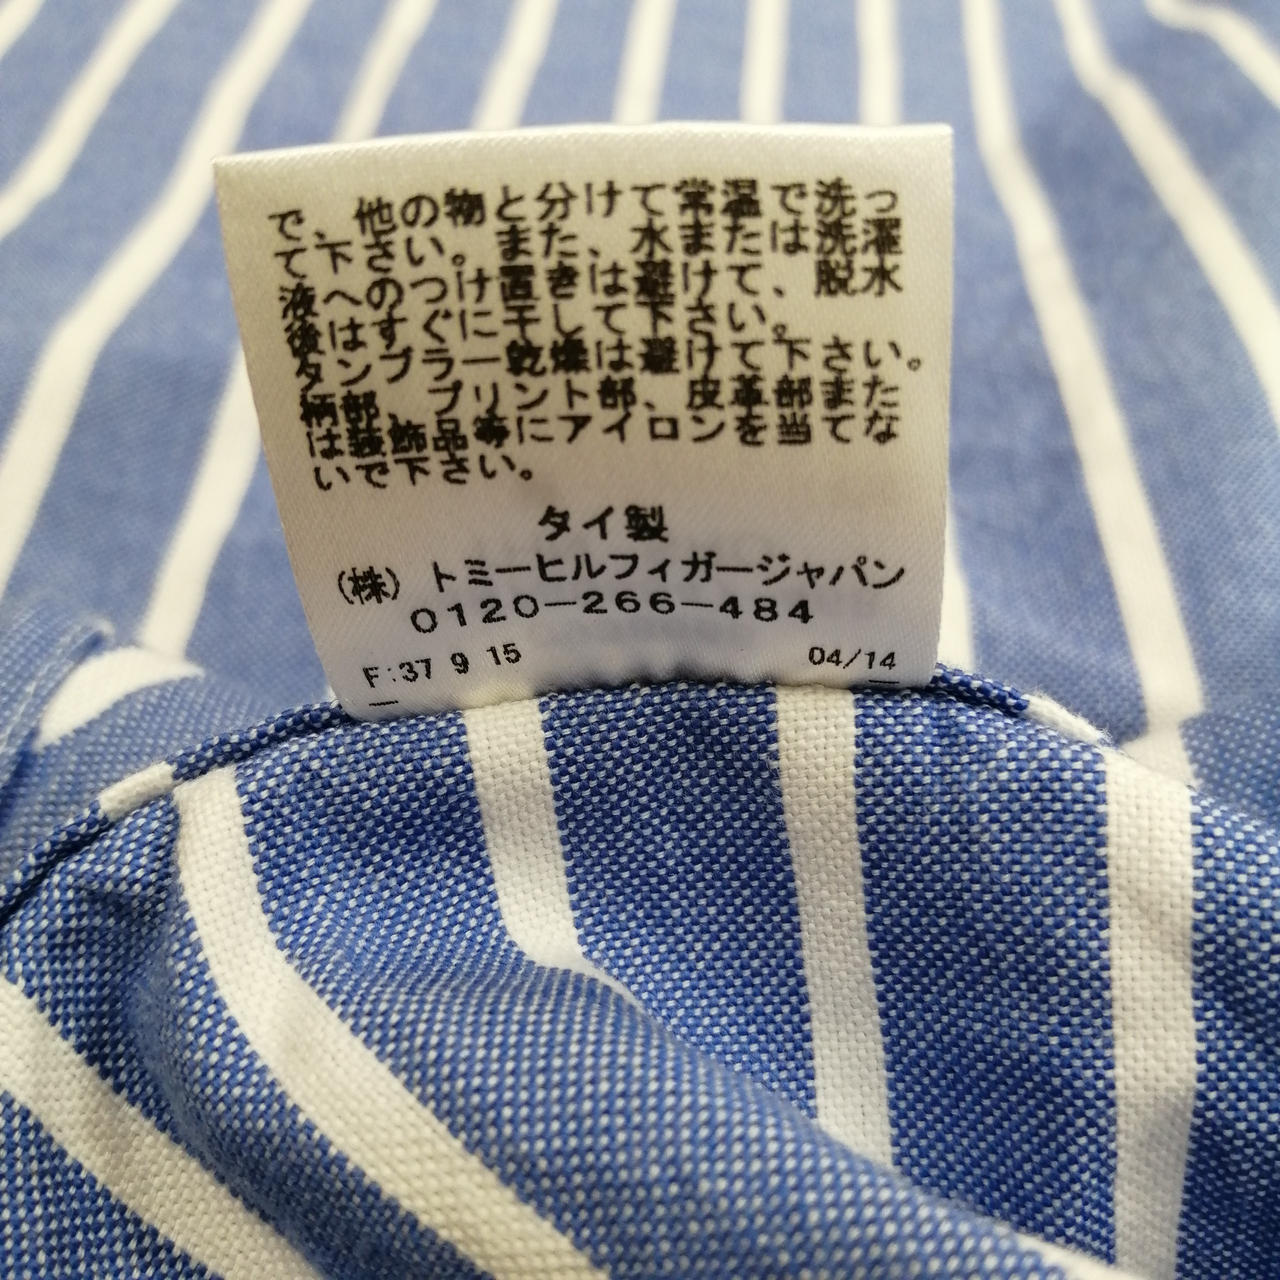 で、他の物と分けて常温で洗っ
て下さい。また、水または洗濯
液へのつけ置きは避けて、脱水
後はすぐに干して下さい。
タンブラー乾燥は避けて下さい。
柄部、プリント部、皮革部また
は装飾品等にアイロンを当てな
いで下さい。
タイ製
(株) トミーヒルフィガージャパン
0120-266-484
F:37 9 15 04/14